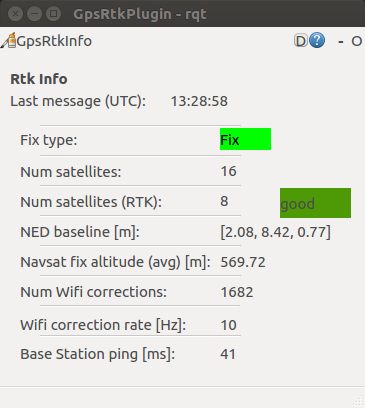 GpsRtkPlugin - rqt
GpsRtkInfo D ? - O
Rtk Info
Last message (UTC): 13:28:58
Fix type: Fix
Num satellites: 16
Num satellites (RTK): 8 good
NED baseline [m]: [2.08, 8.42, 0.77]
Navsat fix altitude (avg) [m]: 569.72
Num Wifi corrections: 1682
Wifi correction rate [Hz]: 10
Base Station ping [ms]: 41